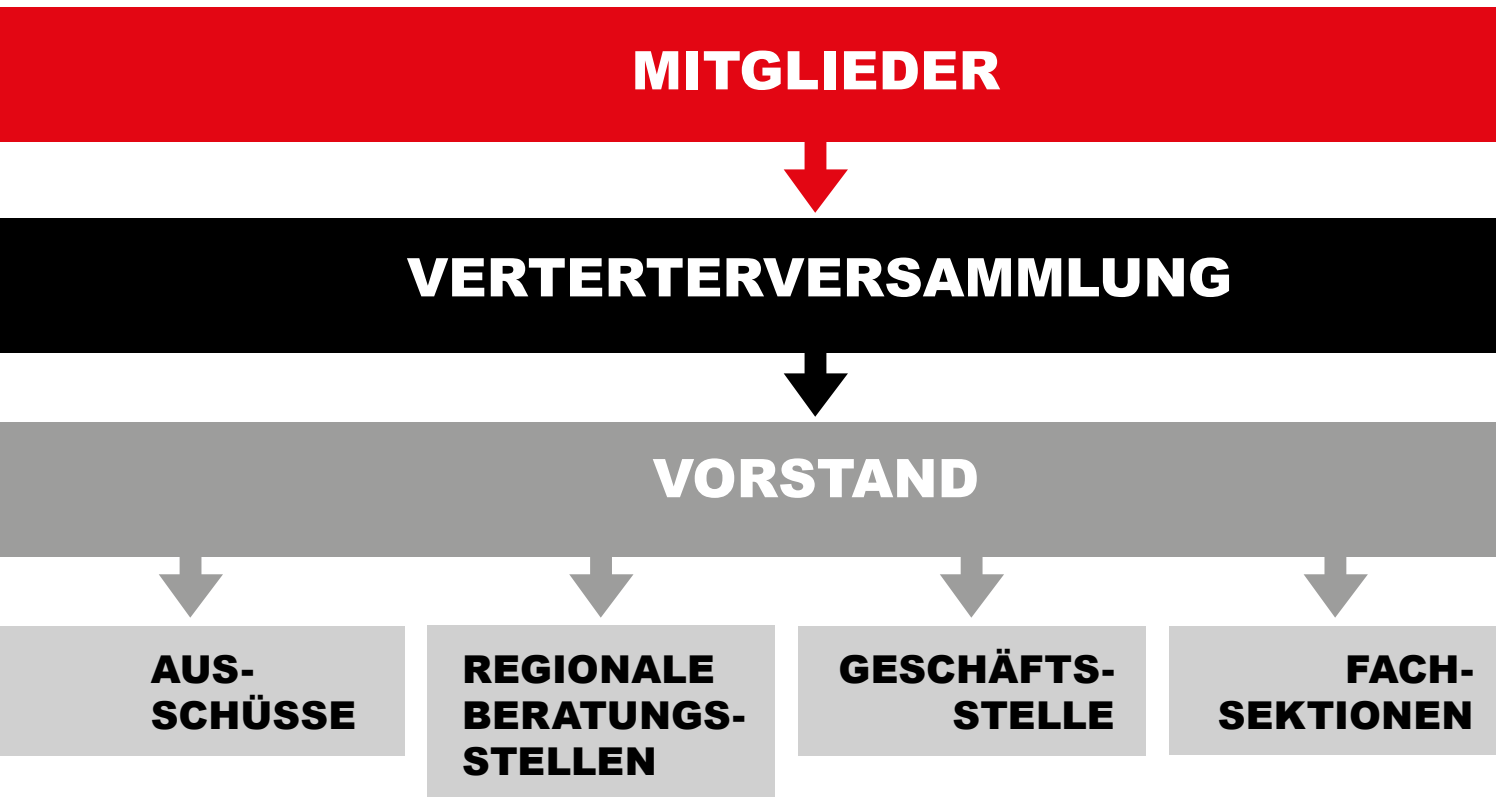 MITGLIEDER
VERTERTERVERSAMMLUNG
VORSTAND
AUS-
SCHÜSSE
REGIONALE
BERATUNGS-
STELLEN
GESCHÄFTS-
STELLE
FACH-
SEKTIONEN